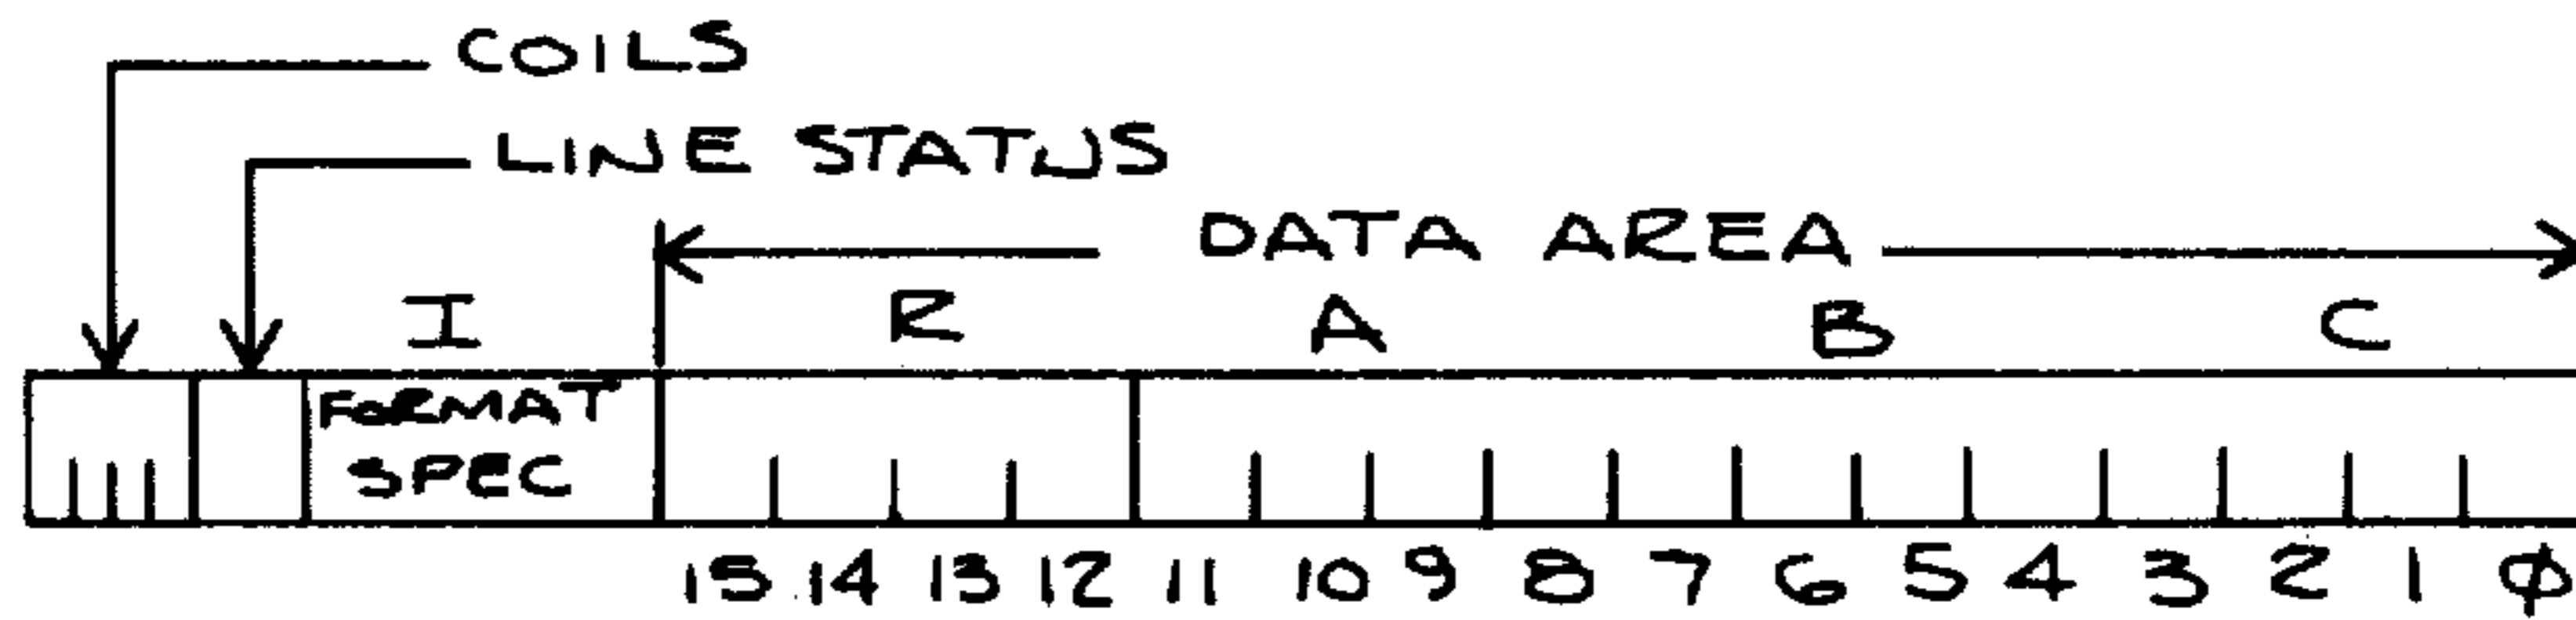 COILS
LINE STATUS
DATA AREA
I R A B C
FORMAT
SPEC
15 14 13 12 11 10 9 8 7 6 5 4 3 2 1 0